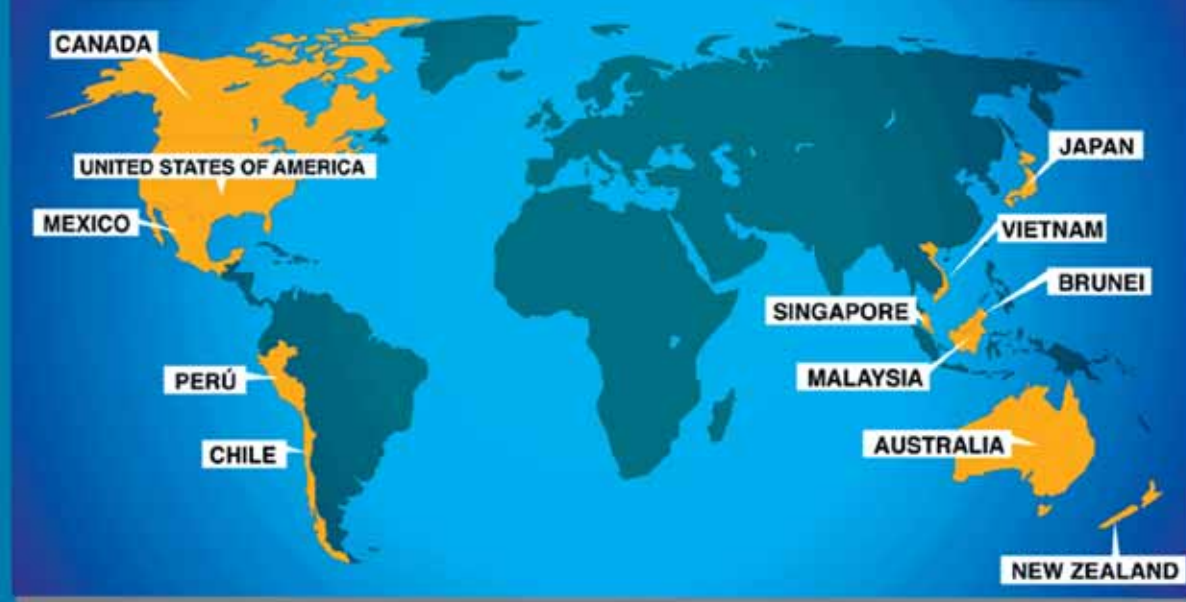 CANADA
UNITED STATES OF AMERICA
MEXICO
PERÚ
CHILE
JAPAN
VIETNAM
BRUNEI
SINGAPORE
MALAYSIA
AUSTRALIA
NEW ZEALAND